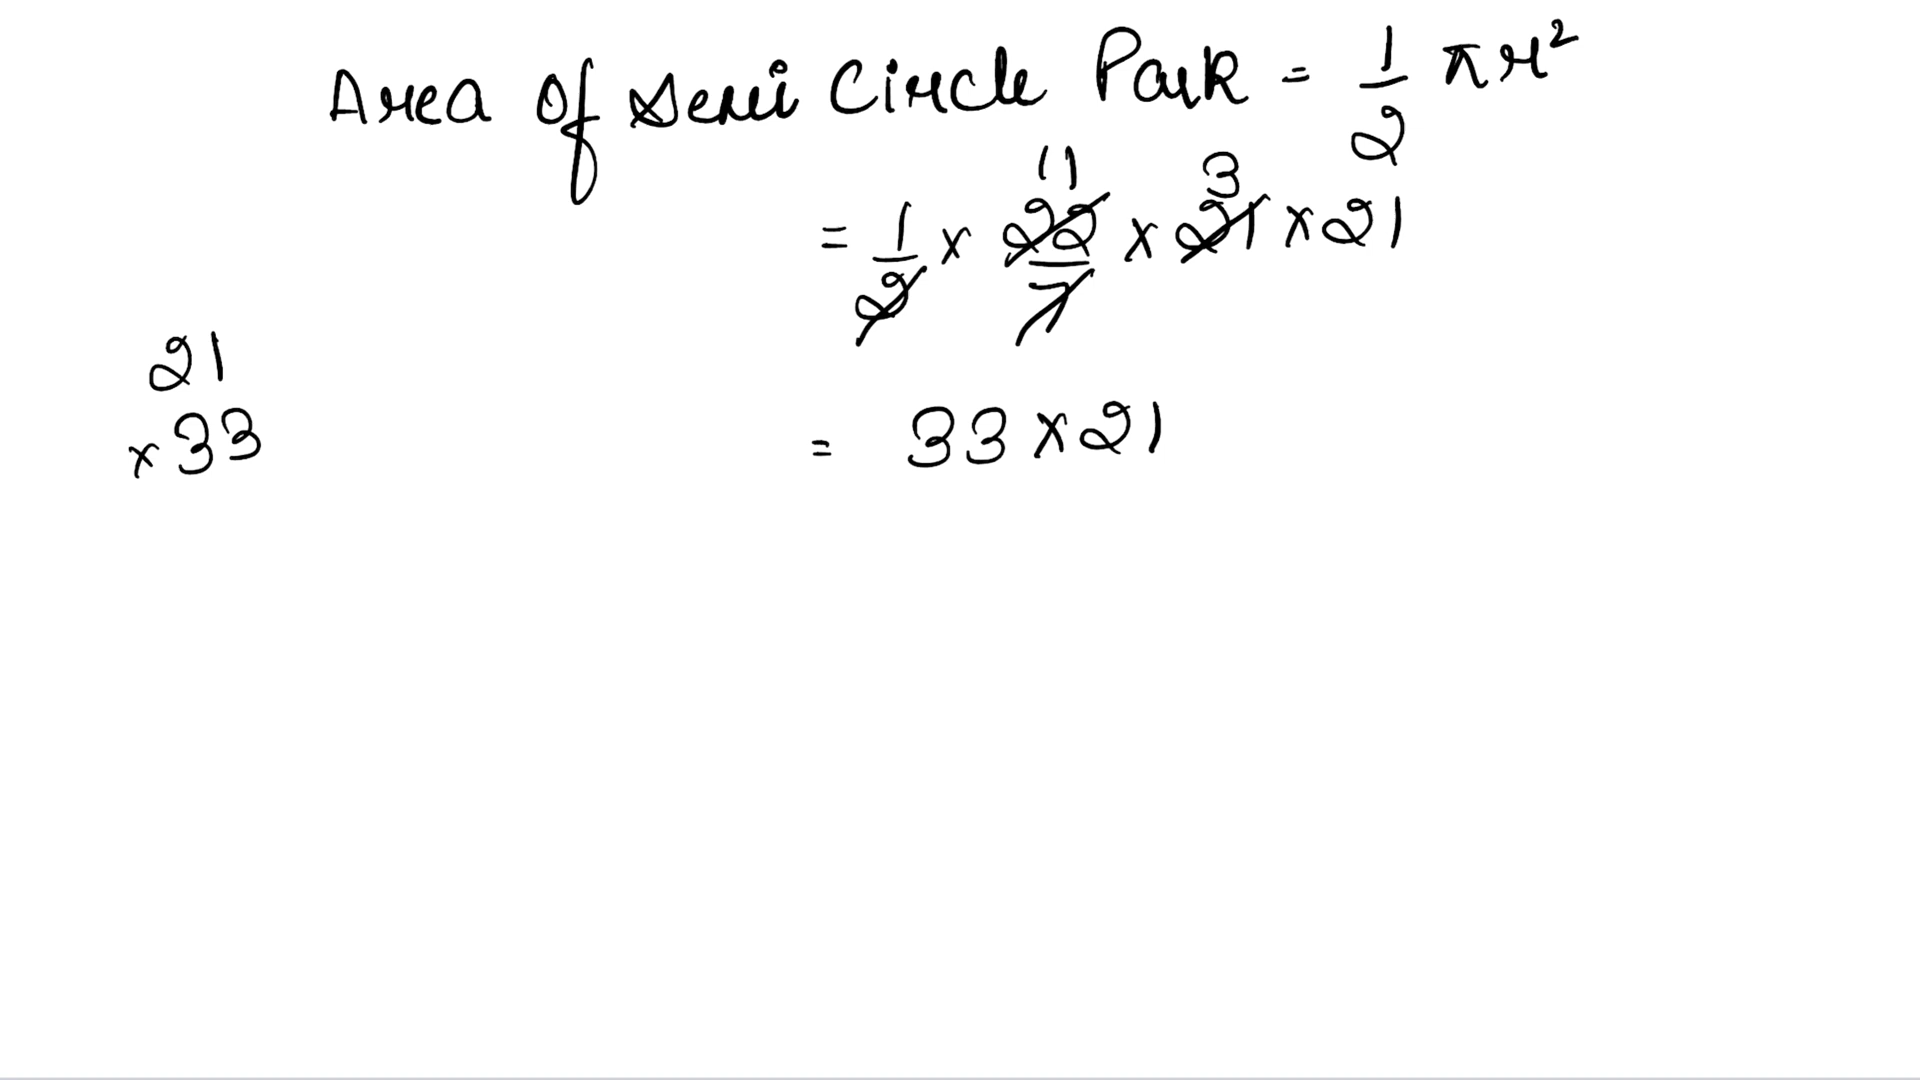 Area Of Semi Circle Park = 1/2 πr²
= 1/2 × 22/7 × 21 × 21
11 3
21
×33
= 33×21